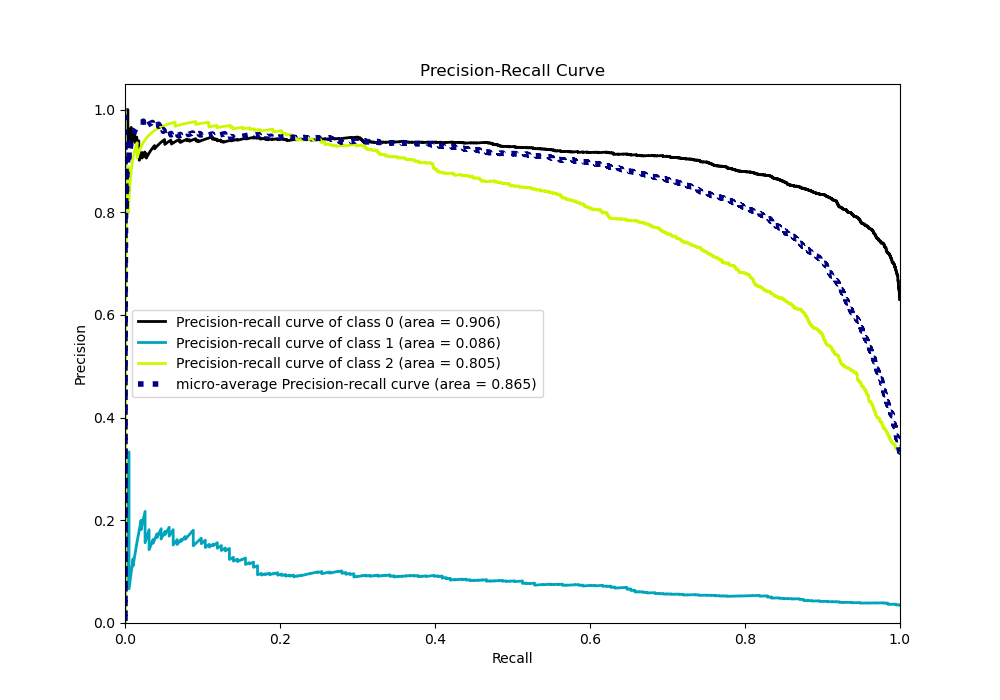 Precision-Recall Curve
1.0
0.8
0.6
0.4
0.2
0.0
Precision
Precision-recall curve of class 0 (area = 0.906)
Precision-recall curve of class 1 (area = 0.086)
Precision-recall curve of class 2 (area = 0.805)
micro-average Precision-recall curve (area = 0.865)
0.0 0.2 0.4 0.6 0.8 1.0
Recall